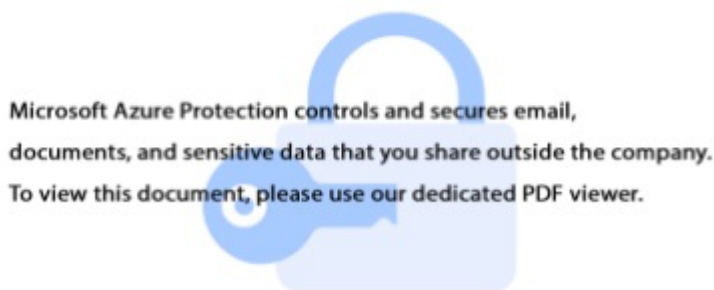 Microsoft Azure Protection controls and secures email,
documents, and sensitive data that you share outside the company.
To view this document, please use our dedicated PDF viewer.